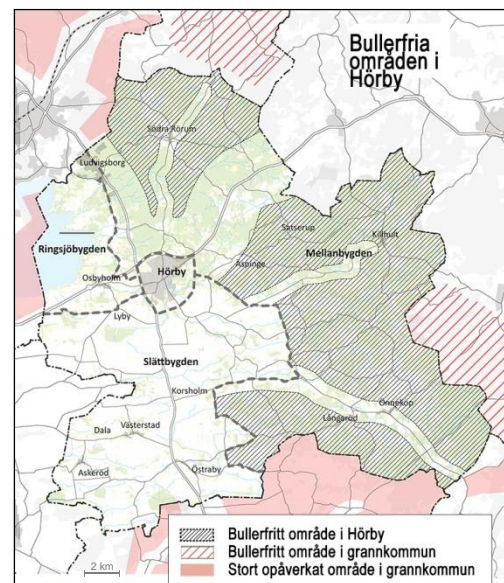 Bullerfria
områden i
Hörby
Södra Rörum
Ludvigsborg
Ringsjöbygden
Satserup
Killhult
Äspinge
Mellanbygden
Hörby
Osbyholm
Lyby
Slättbygden
Korsholm
Önneköp
Långaröd
Dala
Västerstad
Askeröd
Östraby
2 km
Bullerfritt område i Hörby
Bullerfritt område i grannkommun
Stort opåverkat område i grannkommun